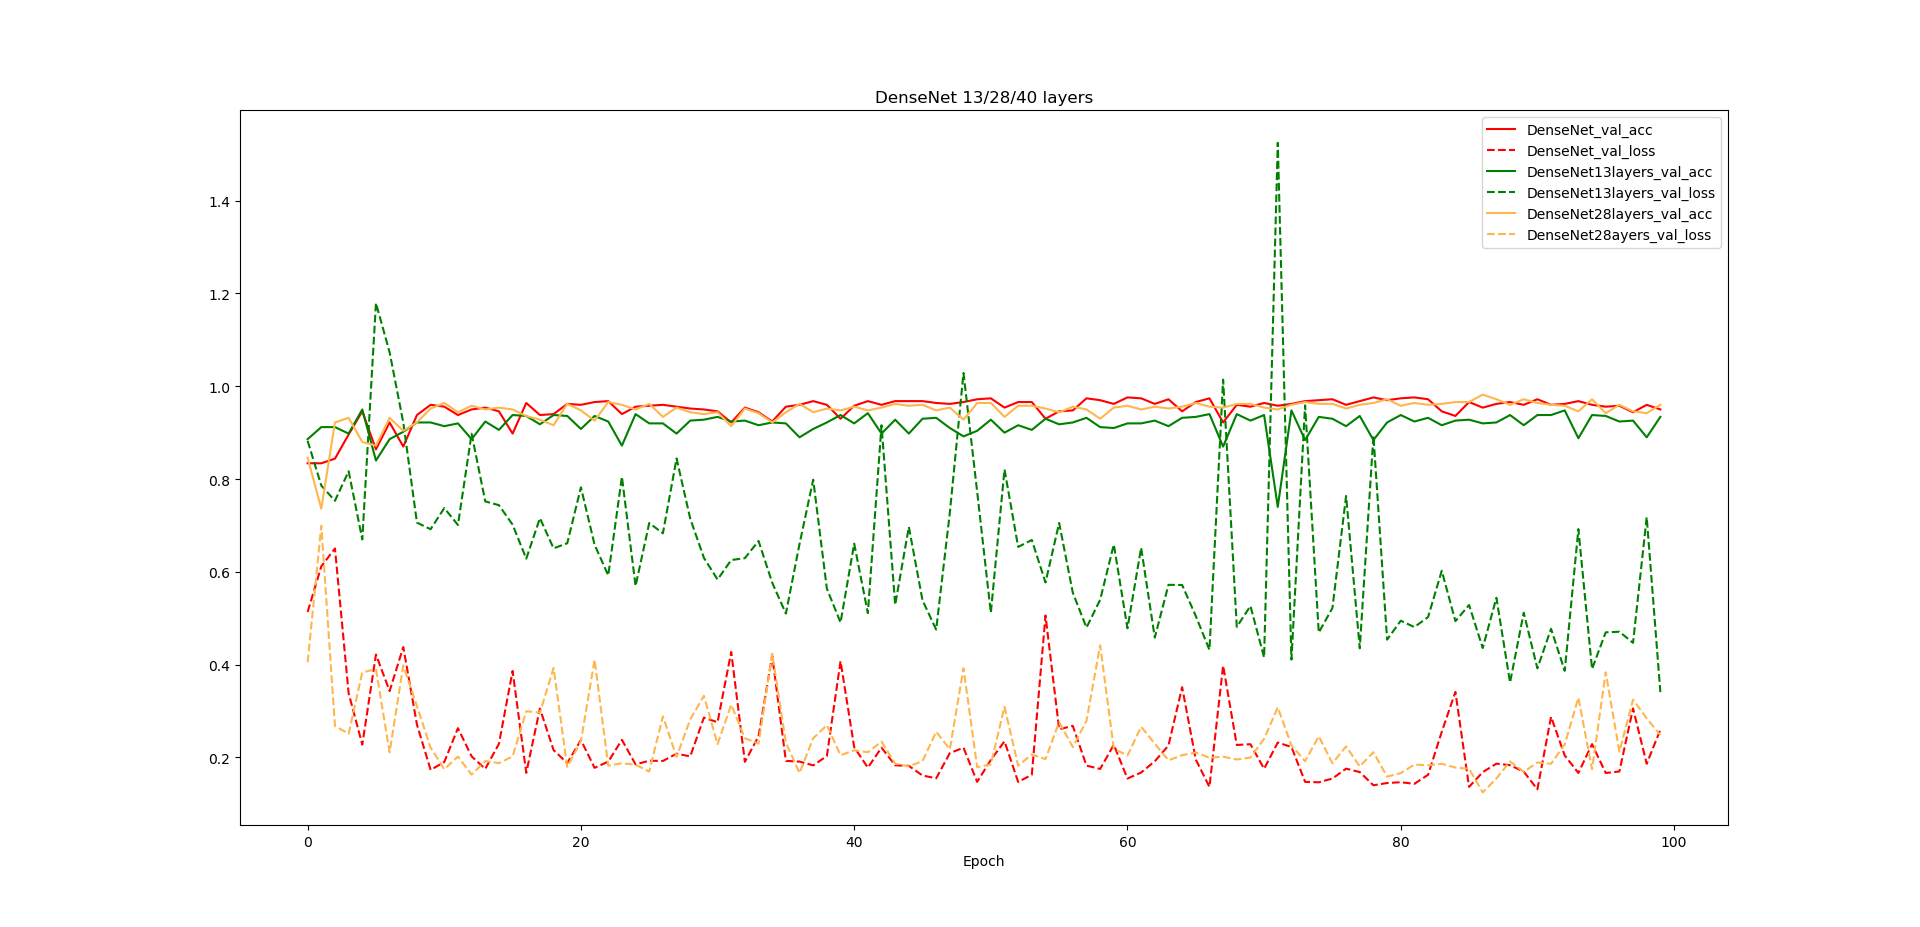 DenseNet 13/28/40 layers
DenseNet_val_acc
DenseNet_val_loss
DenseNet13layers_val_acc
DenseNet13layers_val_loss
DenseNet28layers_val_acc
DenseNet28ayers_val_loss
1.4
1.2
1.0
0.8
0.6
0.4
0.2
0 20 40 60 80 100
Epoch